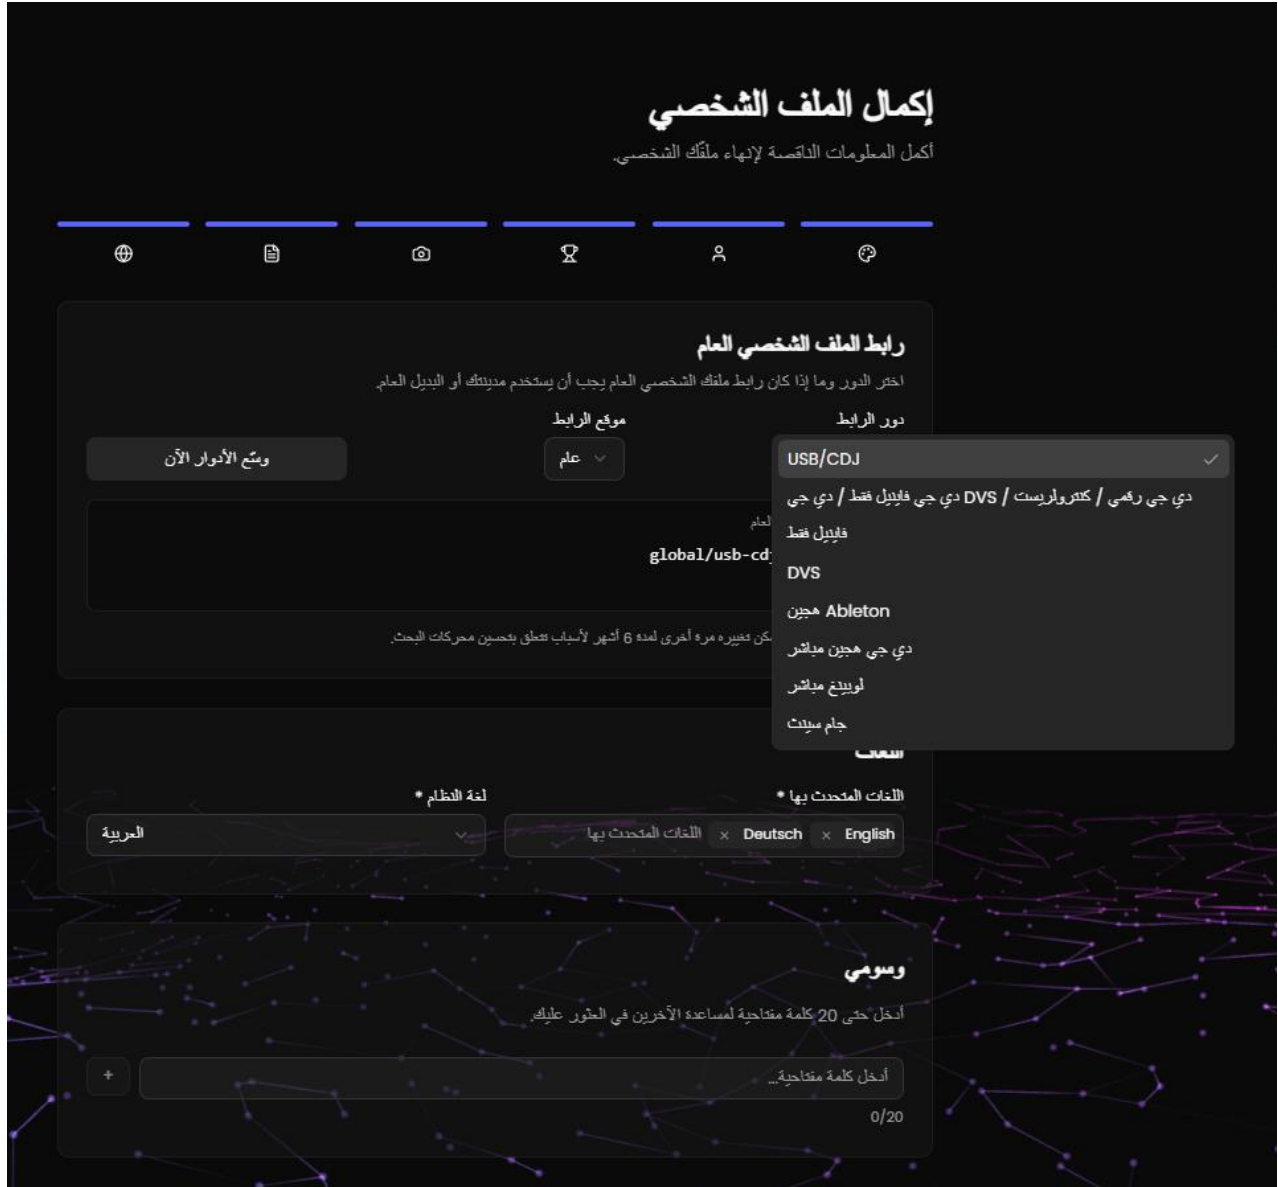 إكمال الملف الشخصي
أكمل المعلومات الناقصة لإنهاء ملفّك الشخصي.
رابط الملف الشخصي العام
اختر الدور وما إذا كان رابط ملفك الشخصي العام يجب أن يستخدم مدينتك أو البديل العام.
دور الرابط
موقع الرابط
عام
وسّع الأدوار الآن
USB/CDJ
دي جي رقمي / كنترولريست / DVS دي جي فاينيل فقط / دي جي
فاينيل فقط
DVS
Ableton هجين
دي جي هجين مباشر
لوبينغ مباشر
جام سينث
العام
global/usb-cdj
تغييره مرة أخرى لمدة 6 أشهر لأسباب تتعلق بتحسين محركات البحث.
اللغات
اللغات المتحدث بها *
لغة النظام *
English × Deutsch × اللغات المتحدث بها
العربية
وسومي
أدخل حتى 20 كلمة مفتاحية لمساعدة الآخرين في العثور عليك.
أدخل كلمة مفتاحية...
+
0/20